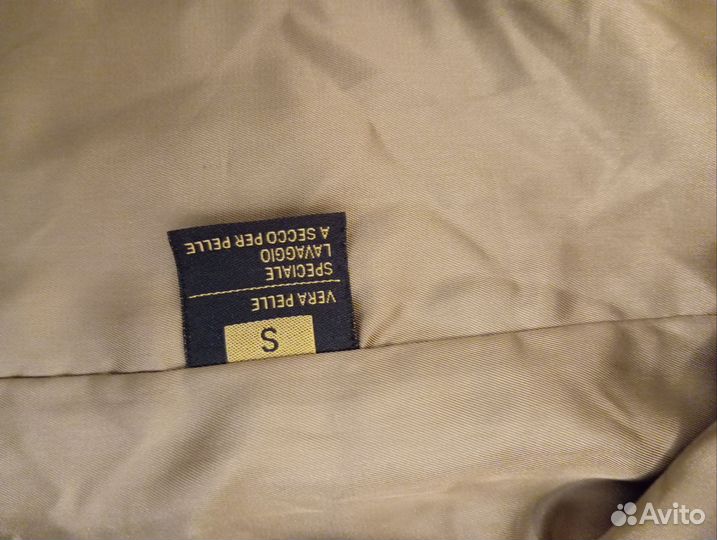 S
VERA PELLE
SPECIALE
LAVAGGIO
A SECCO PER PELLE
Avito